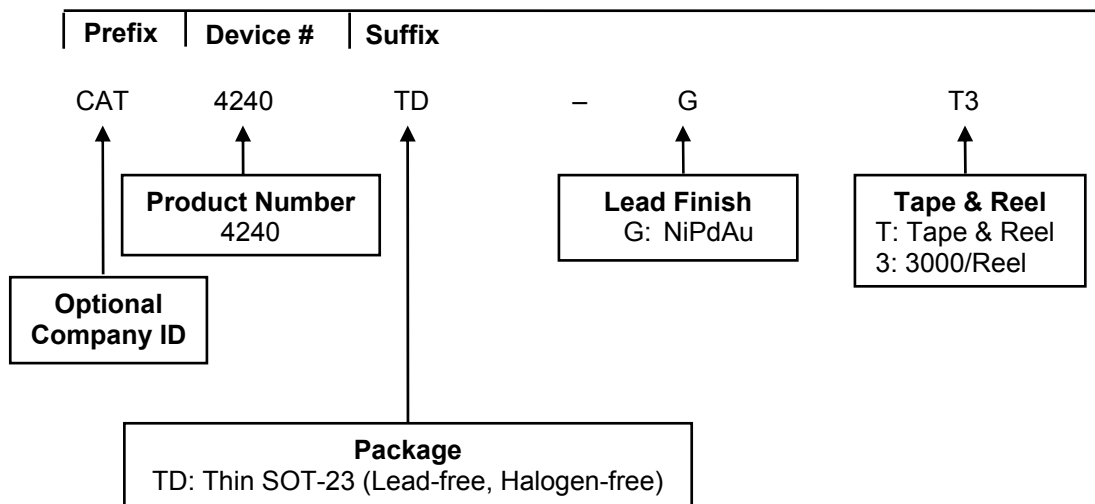 Prefix Device # Suffix
CAT 4240 TD – G T3
Product Number
4240
Lead Finish
G: NiPdAu
Tape & Reel
T: Tape & Reel
3: 3000/Reel
Optional
Company ID
Package
TD: Thin SOT-23 (Lead-free, Halogen-free)